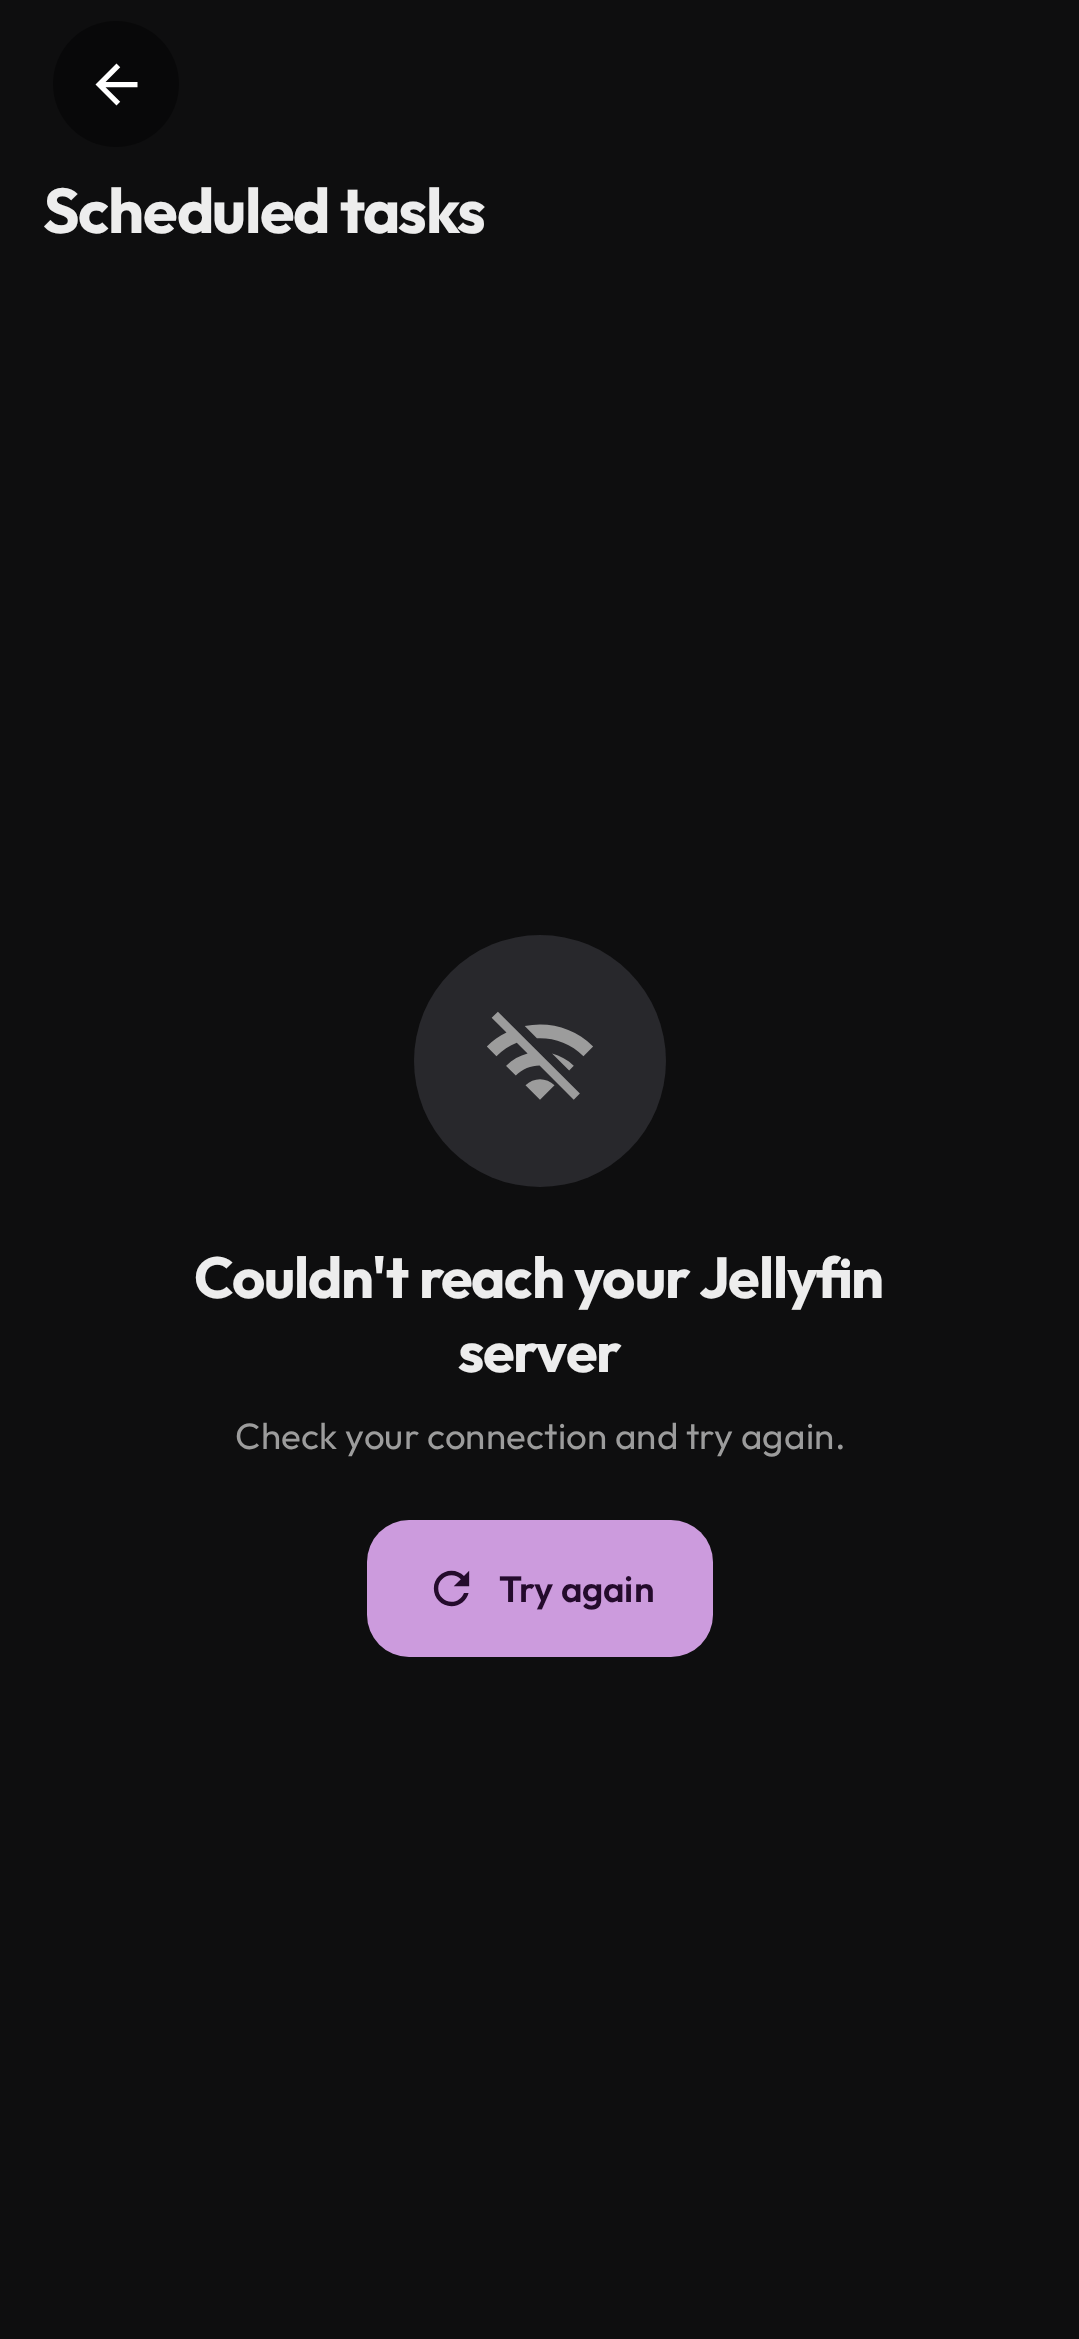 Scheduled tasks
Couldn't reach your Jellyfin
server
Check your connection and try again.
Try again